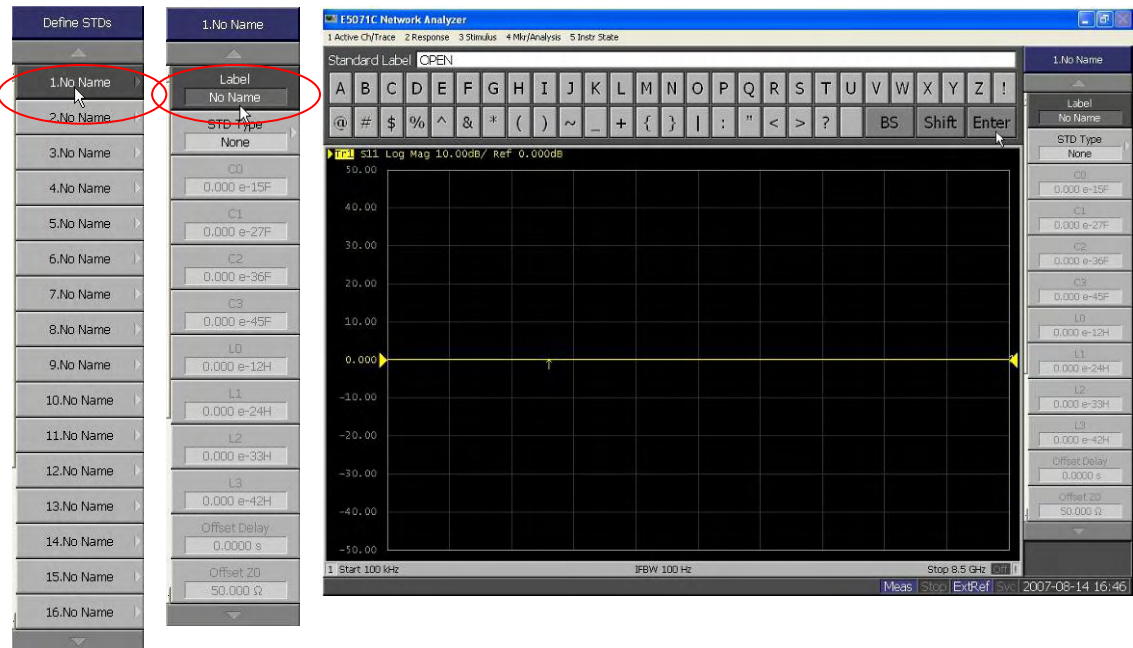 Define STDs
1.No Name
2.No Name
3.No Name
4.No Name
5.No Name
6.No Name
7.No Name
8.No Name
9.No Name
10.No Name
11.No Name
12.No Name
13.No Name
14.No Name
15.No Name
16.No Name
1.No Name
Label
No Name
STD Type
None
C0
0.000 e-15F
C1
0.000 e-27F
C2
0.000 e-36F
C3
0.000 e-45F
L0
0.000 e-12H
L1
0.000 e-24H
L2
0.000 e-33H
L3
0.000 e-42H
Offset Delay
0.0000 s
Offset Z0
50.000 Ω
E5071C Network Analyzer
1 Active Ch/Trace 2 Response 3 Stimulus 4 Mkr/Analysis 5 Instr State
Standard Label OPEN
A B C D E F G H I J K L M N O P Q R S T U V W X Y Z !
@ # $ % ^ & * ( ) ~ _ + { } | : " < > ? BS Shift Enter
Tr1 S11 Log Mag 10.00dB/ Ref 0.000dB
50.00
40.00
30.00
20.00
10.00
0.000
-10.00
-20.00
-30.00
-40.00
-50.00
1 Start 100 kHz IFBW 100 Hz Stop 8.5 GHz Off !
Meas Stop ExtRef Svc 2007-08-14 16:46
1.No Name
Label
No Name
STD Type
None
C0
0.000 e-15F
C1
0.000 e-27F
C2
0.000 e-36F
C3
0.000 e-45F
L0
0.000 e-12H
L1
0.000 e-24H
L2
0.000 e-33H
L3
0.000 e-42H
Offset Delay
0.0000 s
Offset Z0
50.000 Ω